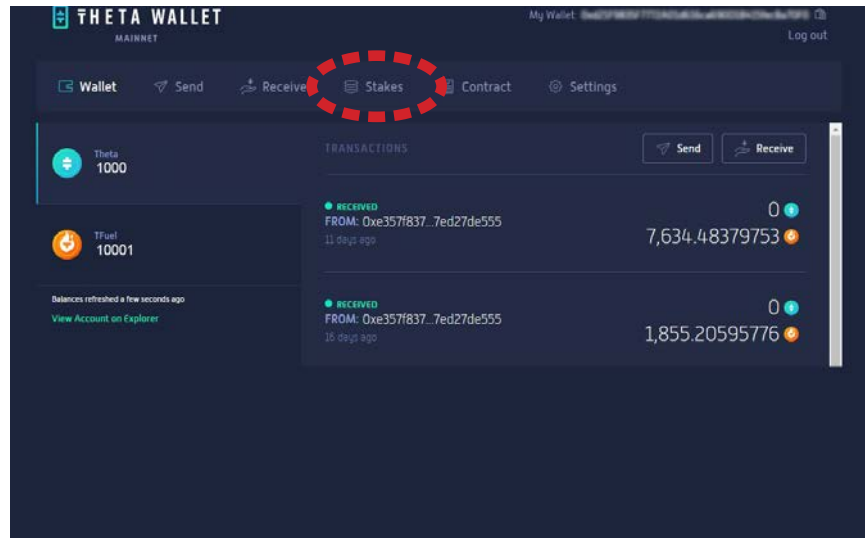 THETA WALLET
MAINNET
My Wallet:
Log out
Wallet
Send
Receive
Stakes
Contract
Settings
Theta
1000
TFuel
10001
Balances refreshed a few seconds ago
View Account on Explorer
TRANSACTIONS
Send
Receive
RECEIVED
FROM: 0xe357f837...7ed27de555
11 days ago
0
7,634.48379753
RECEIVED
FROM: 0xe357f837...7ed27de555
16 days ago
0
1,855.20595776